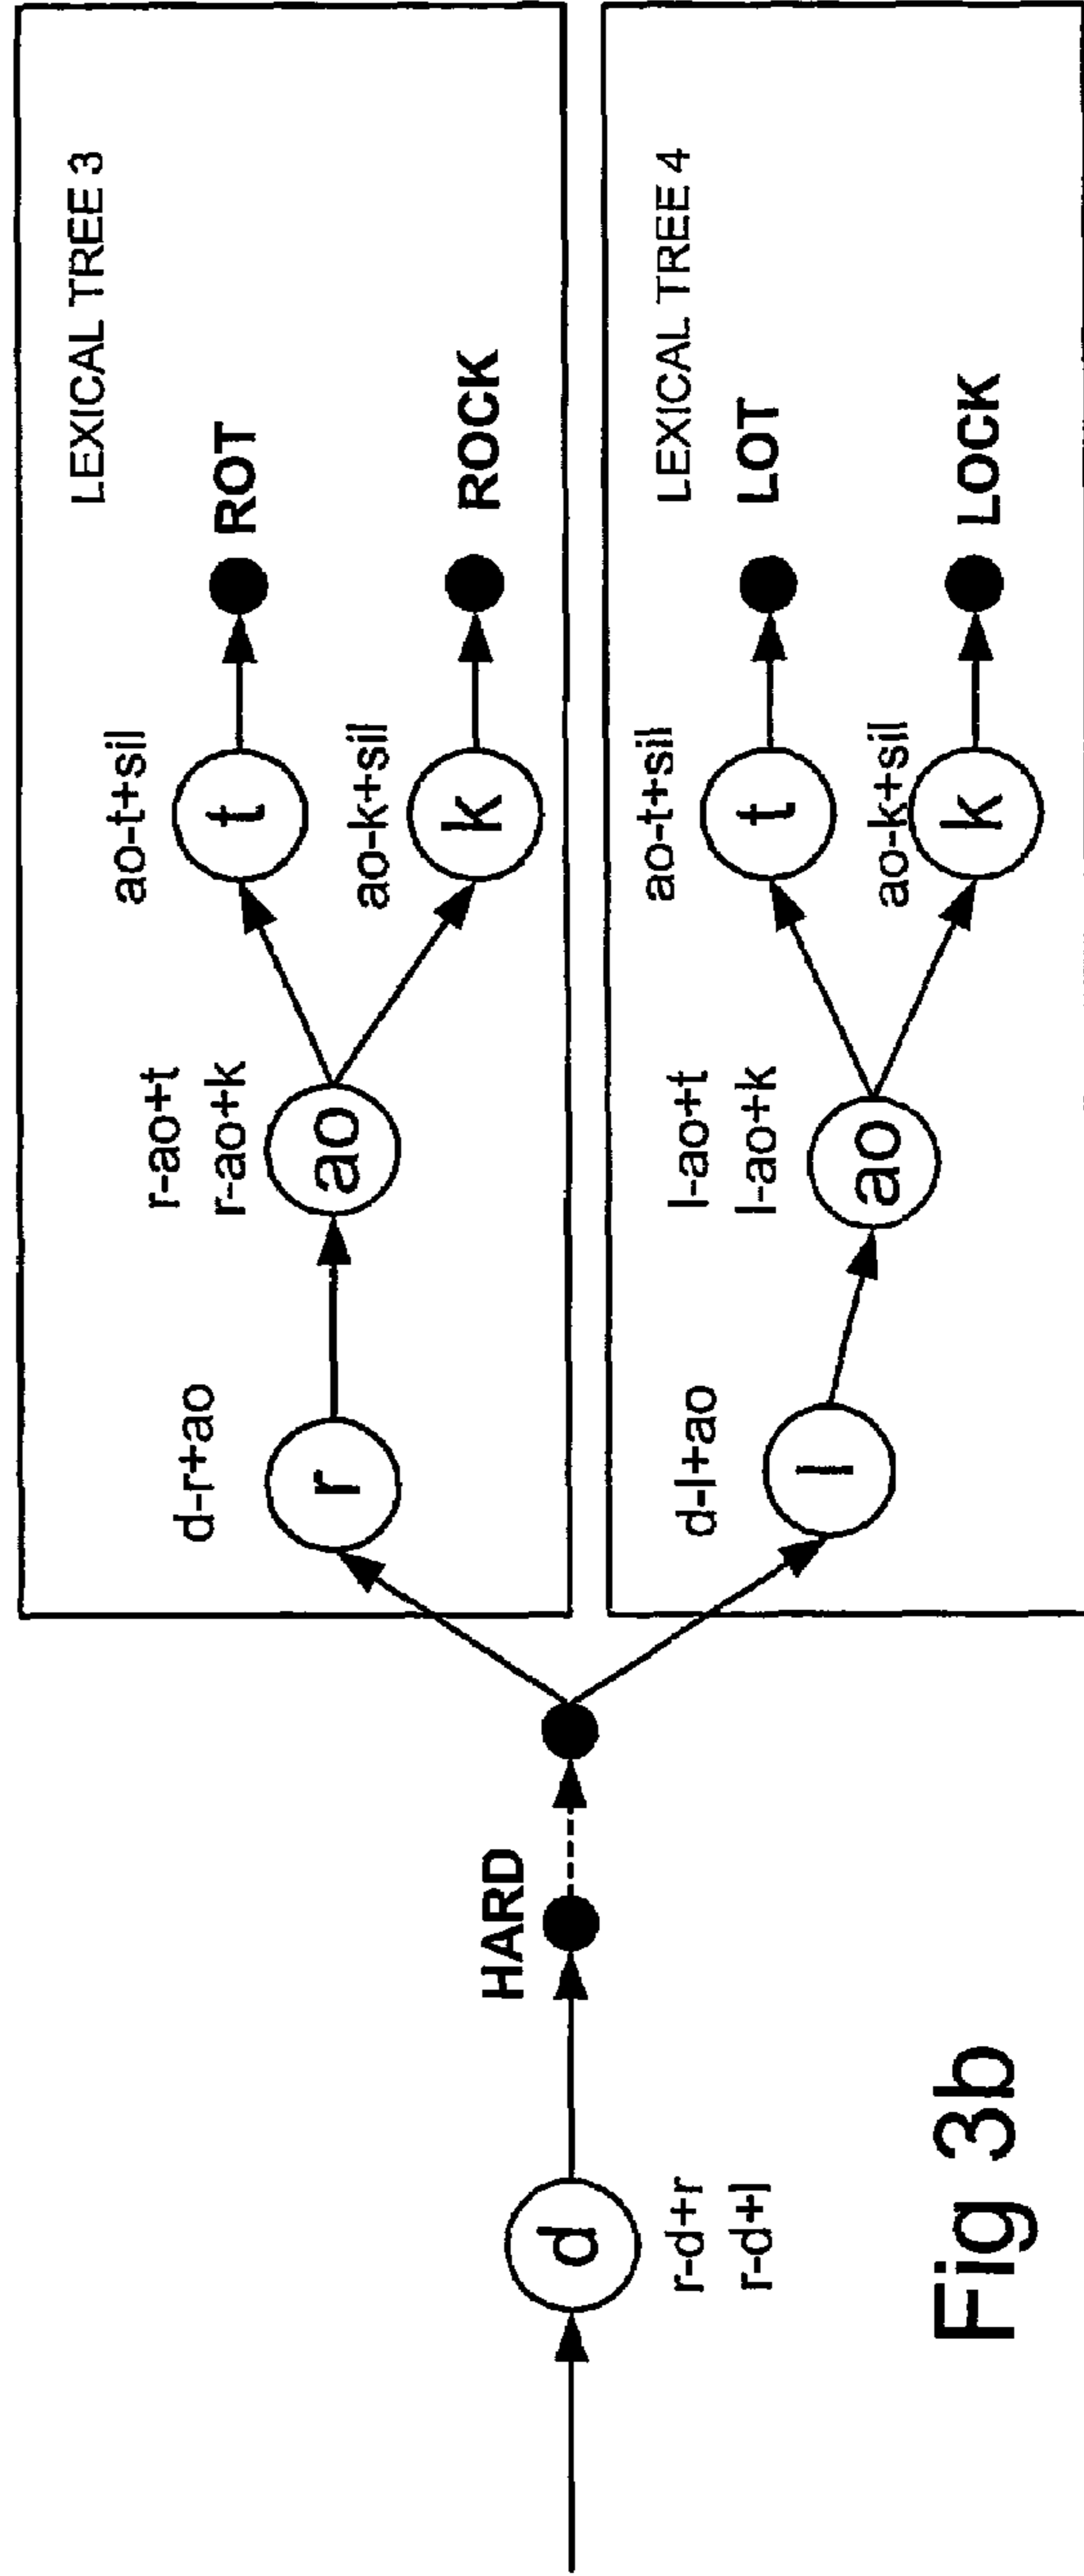 LEXICAL TREE 3
d-r+ao
r
r-ao+t
r-ao+k
ao
ao-t+sil
t
ROT
ao-k+sil
k
ROCK
r-d+r
r-d+l
d
HARD
LEXICAL TREE 4
d-l+ao
l
l-ao+t
l-ao+k
ao
ao-t+sil
t
LOT
ao-k+sil
k
LOCK
Fig 3b